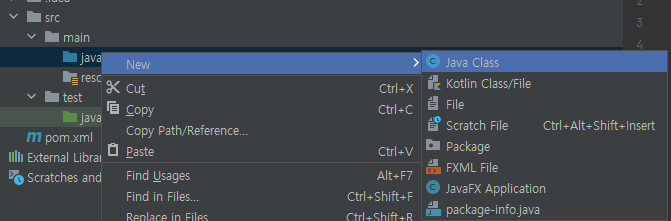 src
main
java
New
Java Class
reso
Cut
Ctrl+X
Kotlin Class/File
test
Copy
Ctrl+C
File
java
Copy Path/Reference...
Scratch File
Ctrl+Alt+Shift+Insert
pom.xml
Paste
Ctrl+V
Package
External Librar
Find Usages
Alt+F7
FXML File
Scratches and
Find in Files...
Ctrl+Shift+F
JavaFX Application
Replace in Files
Ctrl+Shift+R
package-info.java
2
3
4